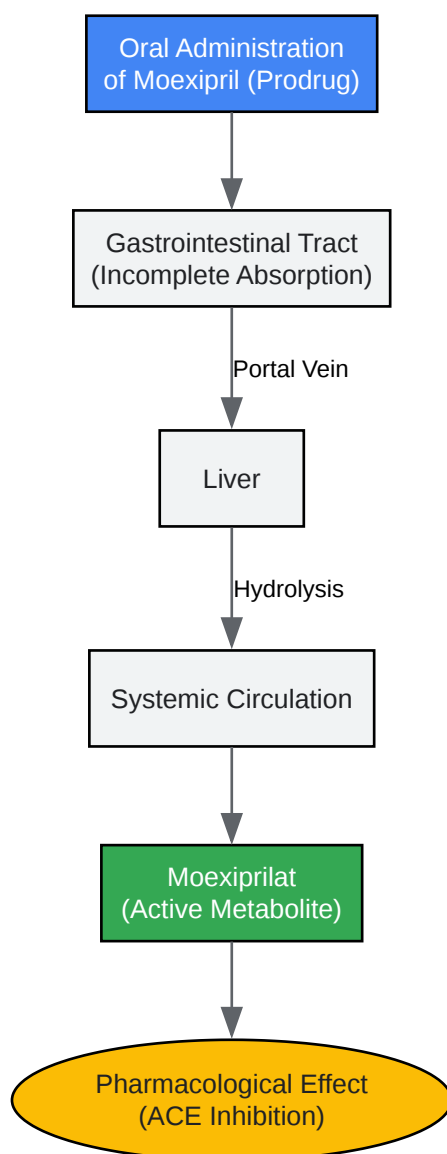 Oral Administration
of Moexipril (Prodrug)
Gastrointestinal Tract
(Incomplete Absorption)
Portal Vein
Liver
Hydrolysis
Systemic Circulation
Moexiprilat
(Active Metabolite)
Pharmacological Effect
(ACE Inhibition)